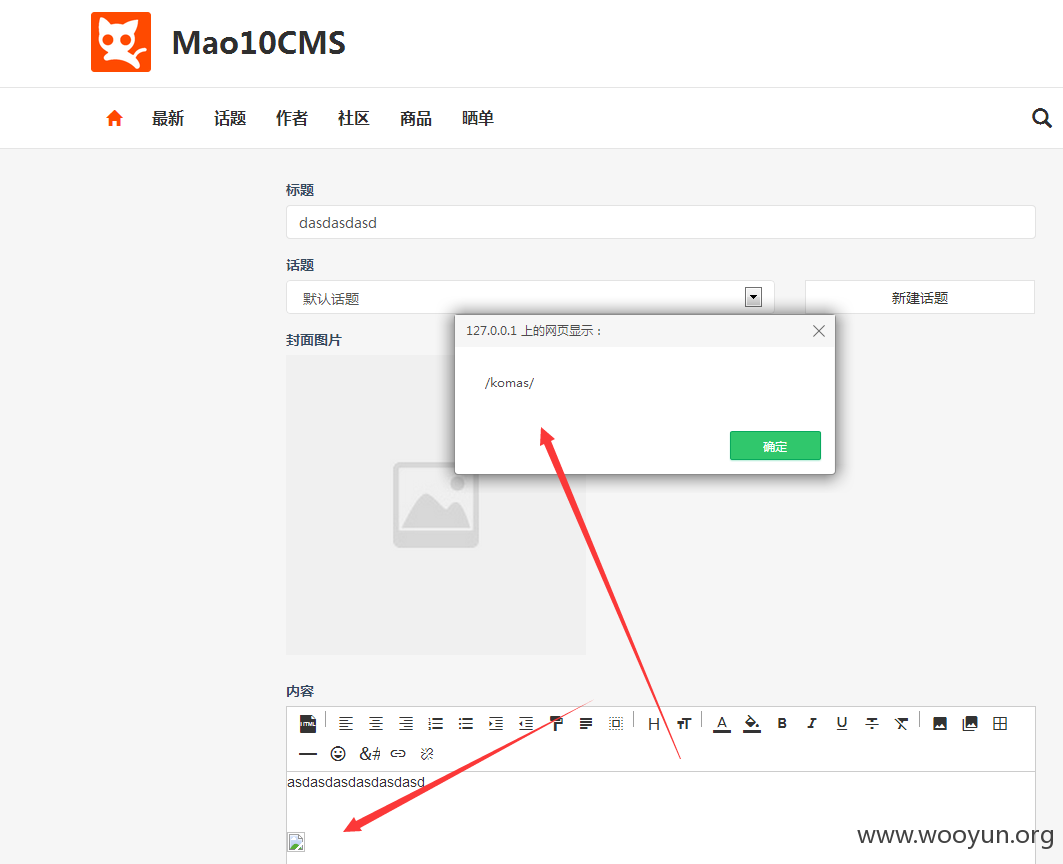 Mao10CMS
最新 话题 作者 社区 商品 晒单
标题
dasdasdasd
话题
默认话题 新建话题
封面图片
127.0.0.1 上的网页显示：
/komas/
确定
内容
HTML H TT A B I U
&#
asdasdasdasdasdasd
www.wooyun.org